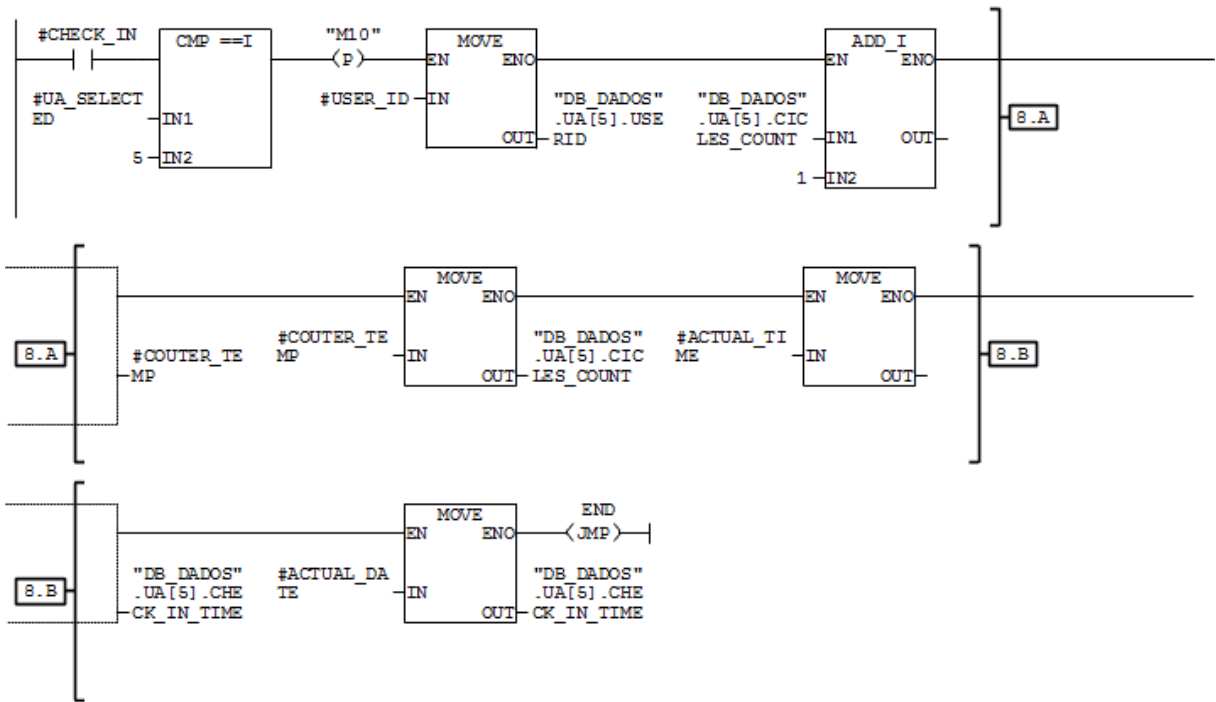 #CHECK_IN
CMP ==I
"M10"
(P)
MOVE
ADD_I
EN
ENO
EN
ENO
#UA_SELECT
ED
IN1
5
IN2
#USER_ID
IN
"DB_DADOS"
.UA[5].USE
RID
OUT
"DB_DADOS"
.UA[5].CIC
LES_COUNT
IN1
OUT
1
IN2
8.A
8.A
#COUTER_TE
MP
MOVE
EN
ENO
#COUTER_TE
MP
IN
"DB_DADOS"
.UA[5].CIC
LES_COUNT
OUT
MOVE
EN
ENO
#ACTUAL_TI
ME
IN
OUT
8.B
8.B
"DB_DADOS"
.UA[5].CHE
CK_IN_TIME
MOVE
EN
ENO
#ACTUAL_DA
TE
IN
END
(JMP)
"DB_DADOS"
.UA[5].CHE
CK_IN_TIME
OUT